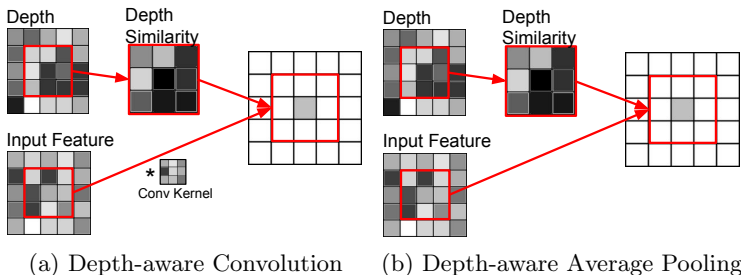 Depth
Depth
Similarity
Input Feature
*
Conv Kernel
(a) Depth-aware Convolution
Depth
Depth
Similarity
Input Feature
(b) Depth-aware Average Pooling